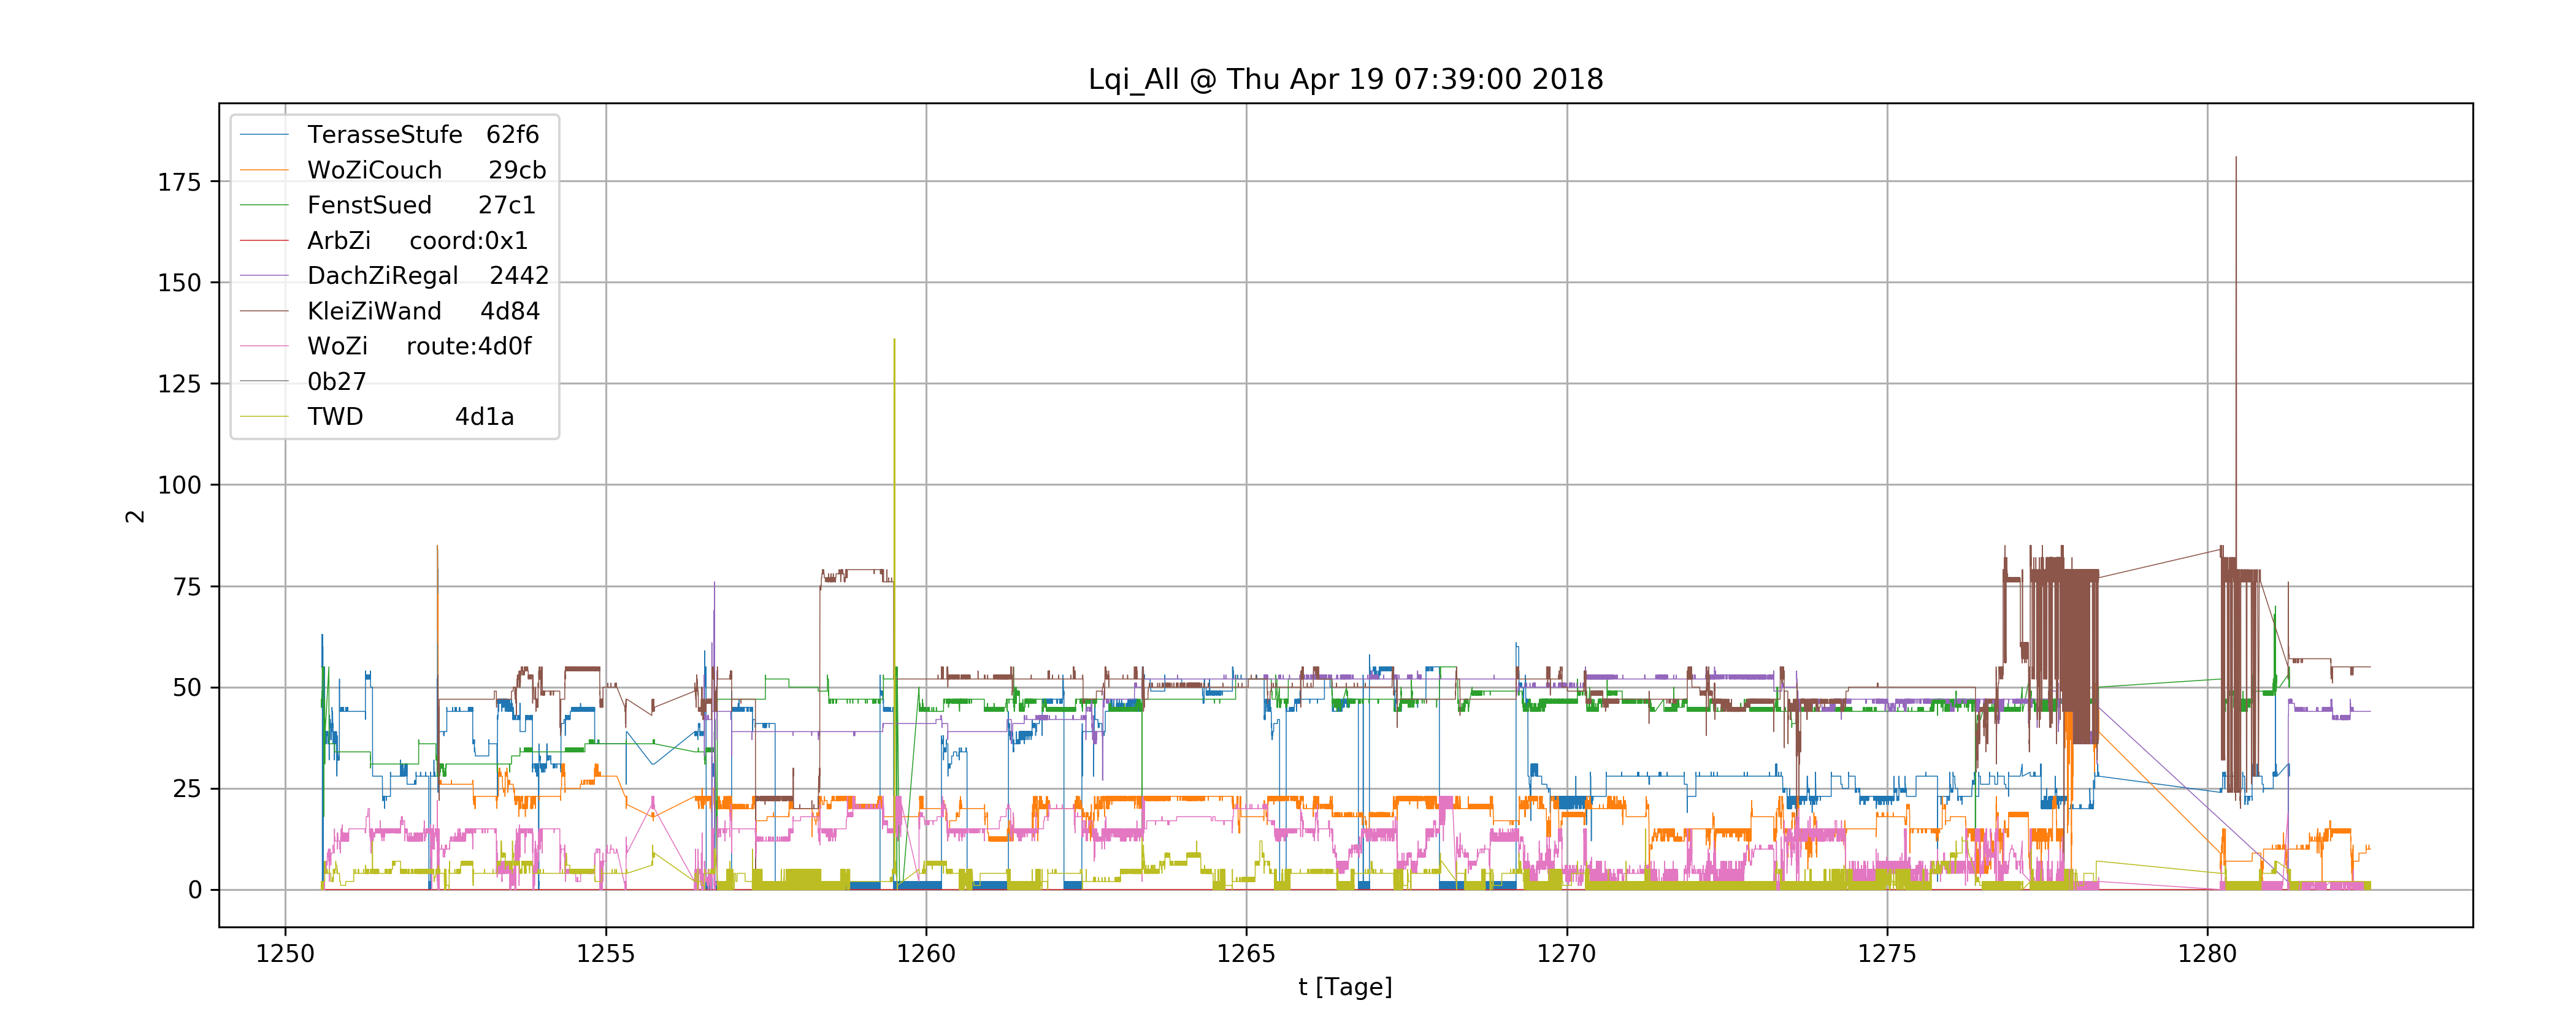 Lqi_All @ Thu Apr 19 07:39:00 2018
TerasseStufe 62f6
WoZiCouch 29cb
FenstSued 27c1
ArbZi coord:0x1
DachZiRegal 2442
KleiZiWand 4d84
WoZi route:4d0f
0b27
TWD 4d1a
175
150
125
100
75
50
25
0
2
1250 1255 1260 1265 1270 1275 1280
t [Tage]